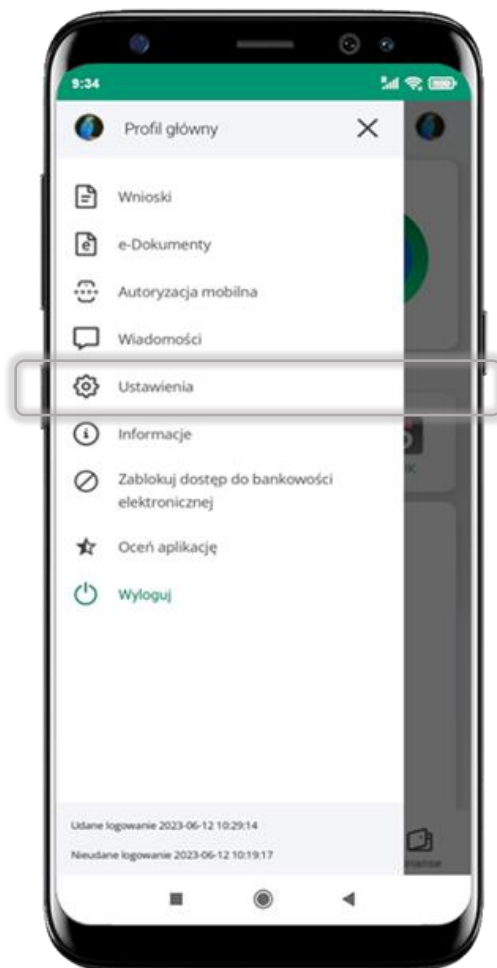 9:34
Profil główny
Wnioski
e-Dokumenty
Autoryzacja mobilna
Wiadomości
Ustawienia
Informacje
Zablokuj dostęp do bankowości
elektronicznej
Oceń aplikację
Wyloguj
Udane logowanie 2023-06-12 10:29:14
Nieudane logowanie 2023-06-12 10:19:17